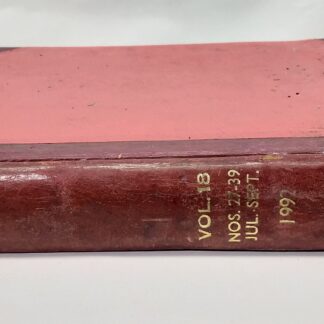 VOL. 18
NOS. 27-39
JUL. SEPT.
1992